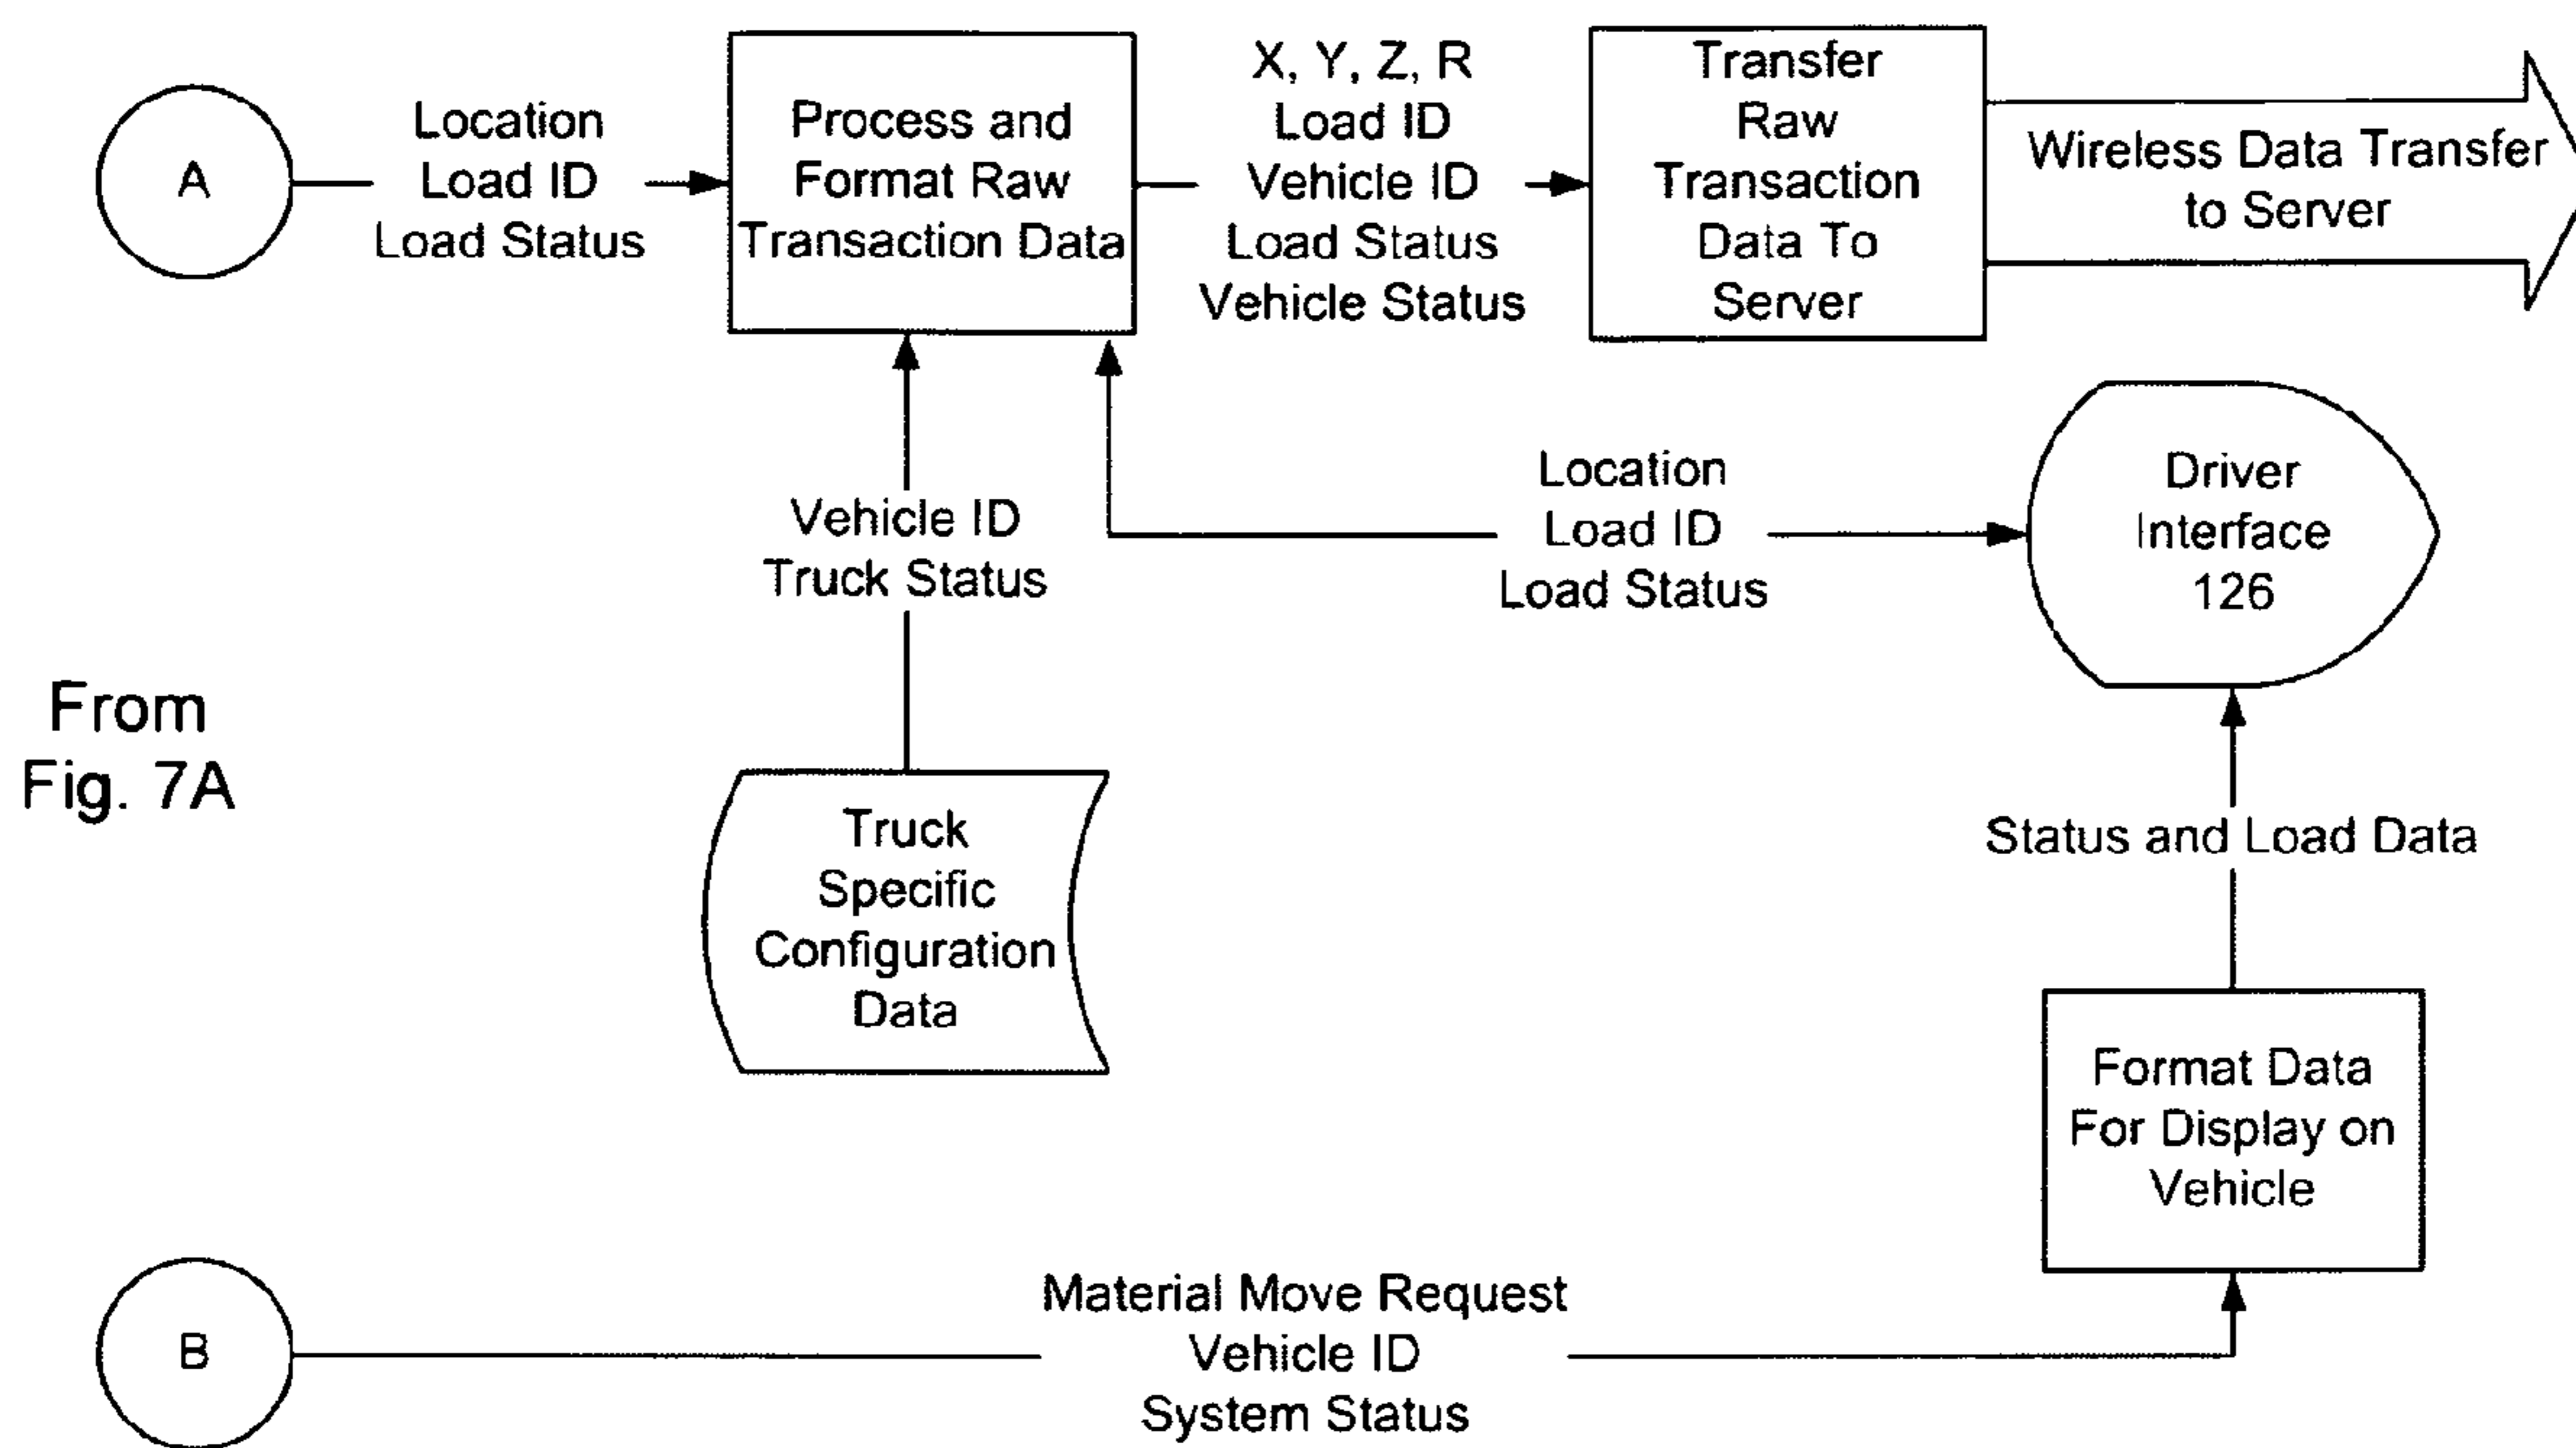 A
Location
Load ID
Load Status
Process and
Format Raw
Transaction Data
X, Y, Z, R
Load ID
Vehicle ID
Load Status
Vehicle Status
Transfer
Raw
Transaction
Data To
Server
Wireless Data Transfer
to Server
Vehicle ID
Truck Status
Location
Load ID
Load Status
Driver
Interface
126
From
Fig. 7A
Truck
Specific
Configuration
Data
Status and Load Data
Format Data
For Display on
Vehicle
B
Material Move Request
Vehicle ID
System Status